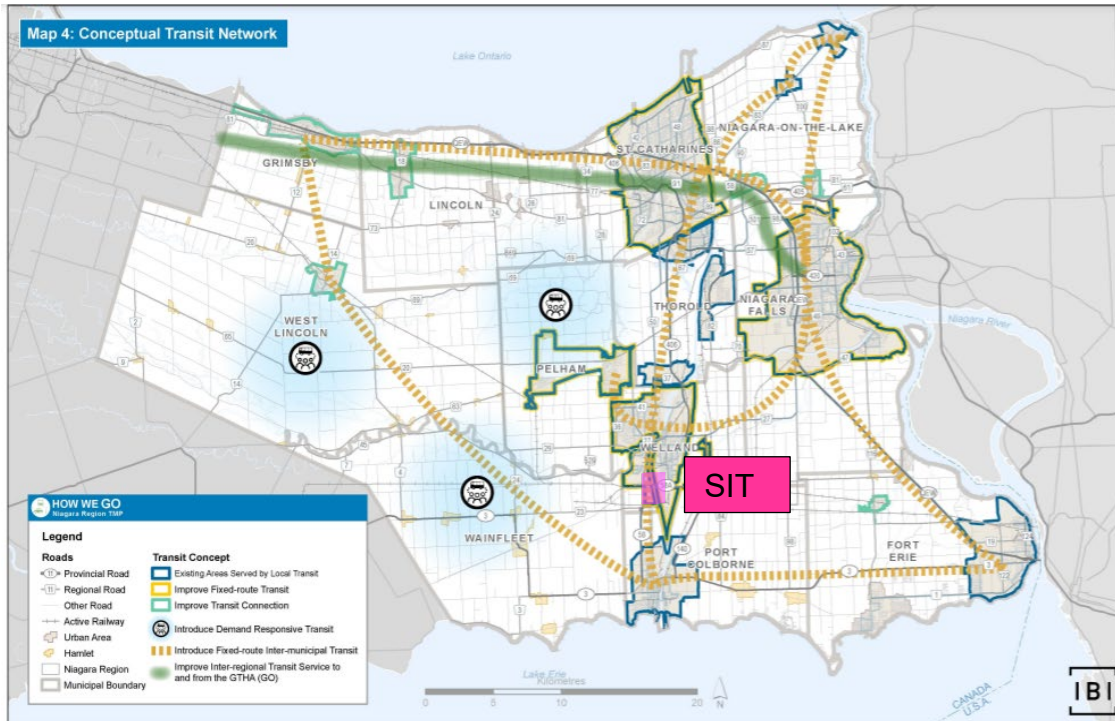 Map 4: Conceptual Transit Network
Lake Ontario
NIAGARA-ON-THE-LAKE
ST CATHARINES
GRIMSBY
LINCOLN
THOROLD
NIAGARA
FALLS
Niagara River
WEST
LINCOLN
PELHAM
WELLAND
SIT
WAINFLEET
PORT
COLBORNE
FORT
ERIE
HOW WE GO
Niagara Region TMP
Legend
Roads
Provincial Road
Regional Road
Other Road
Active Railway
Urban Area
Hamlet
Niagara Region
Municipal Boundary
Transit Concept
Existing Areas Served by Local Transit
Improve Fixed-route Transit
Improve Transit Connection
Introduce Demand Responsive Transit
Introduce Fixed-route Inter-municipal Transit
Improve Inter-regional Transit Service to
and from the GTHA (GO)
Lake Erie
Kilometres
0 5 10 20
N
CANADA
U.S.A.
IBI